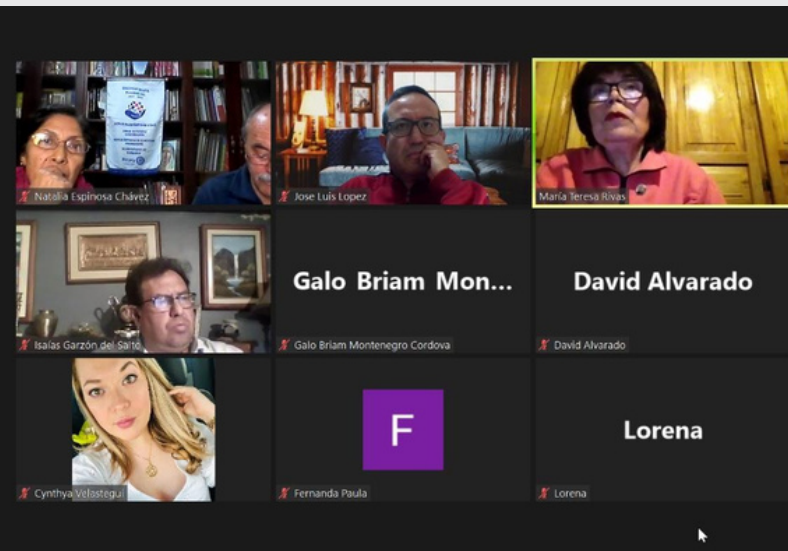 Natalia Espinosa Chávez
Jose Luis Lopez
María Teresa Rivas
Isaías Garzón del Salto
Galo Briam Mon...
Galo Briam Montenegro Cordova
David Alvarado
David Alvarado
Cynthya Velastegui
F
Fernanda Paula
Lorena
Lorena